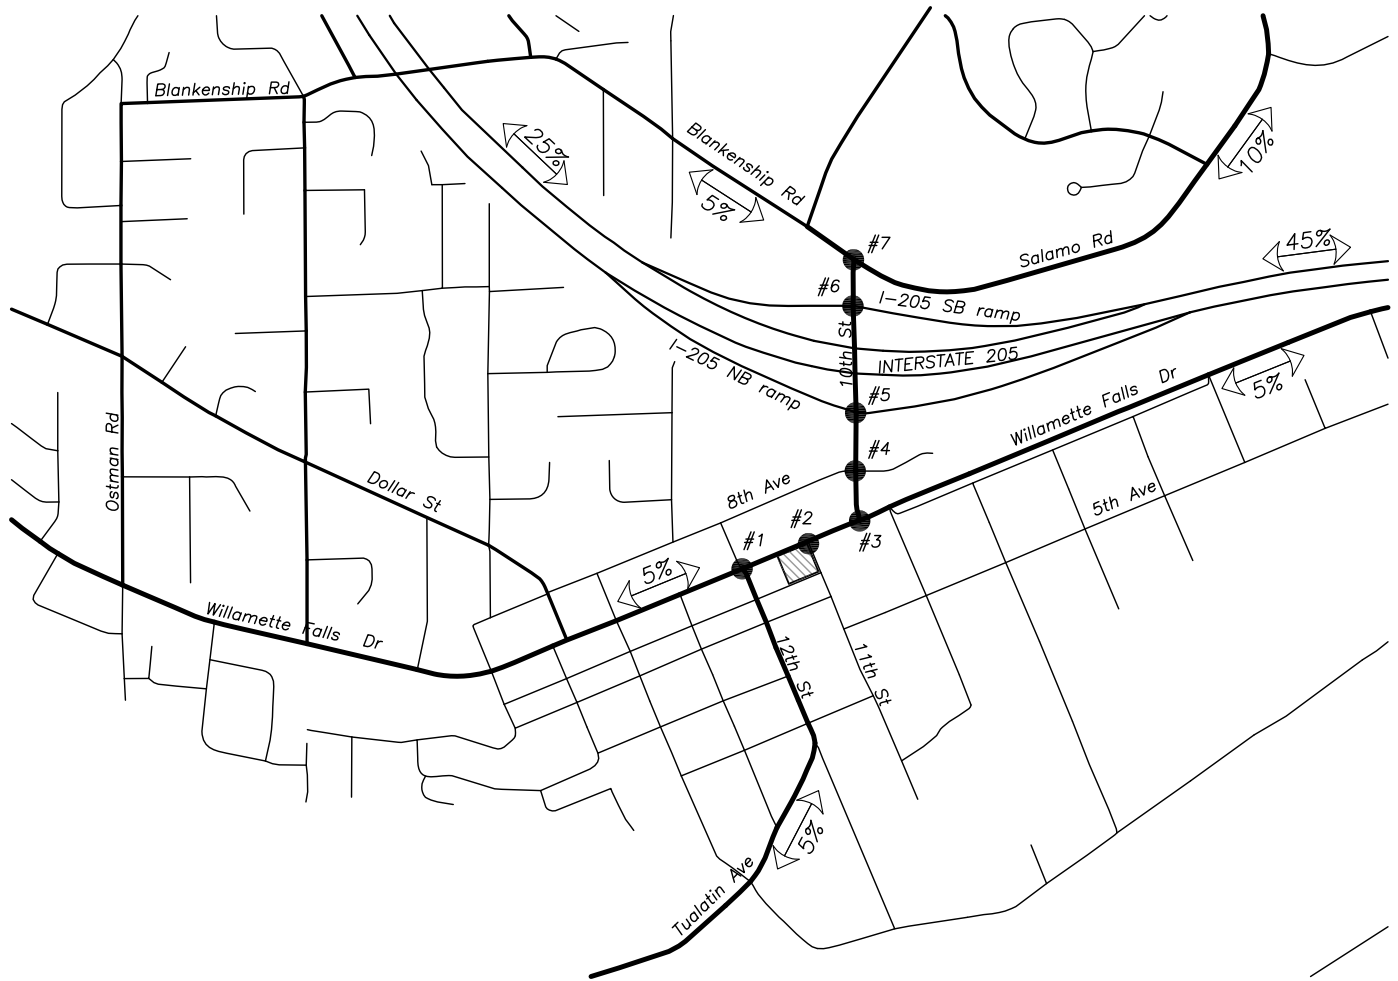 Blankenship Rd
25%
Blankenship Rd
5%
10%
#7
Salamo Rd
45%
#6
I-205 SB ramp
10th St
INTERSTATE 205
I-205 NB ramp
#5
5%
Willamette Falls Dr
Ostman Rd
#4
Dollar St
8th Ave
5th Ave
#2
#1
#3
5%
Willamette Falls Dr
12th St
11th St
5%
Tualatin Ave